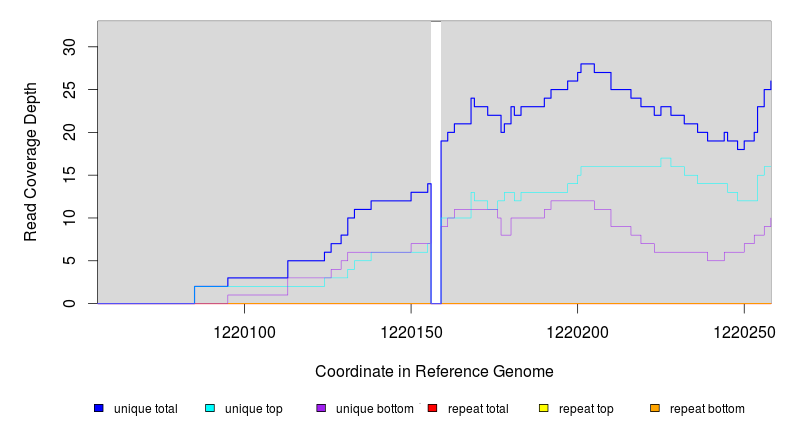 Read Coverage Depth
30
25
20
15
10
5
0
1220100 1220150 1220200 1220250
Coordinate in Reference Genome
unique total unique top unique bottom repeat total repeat top repeat bottom